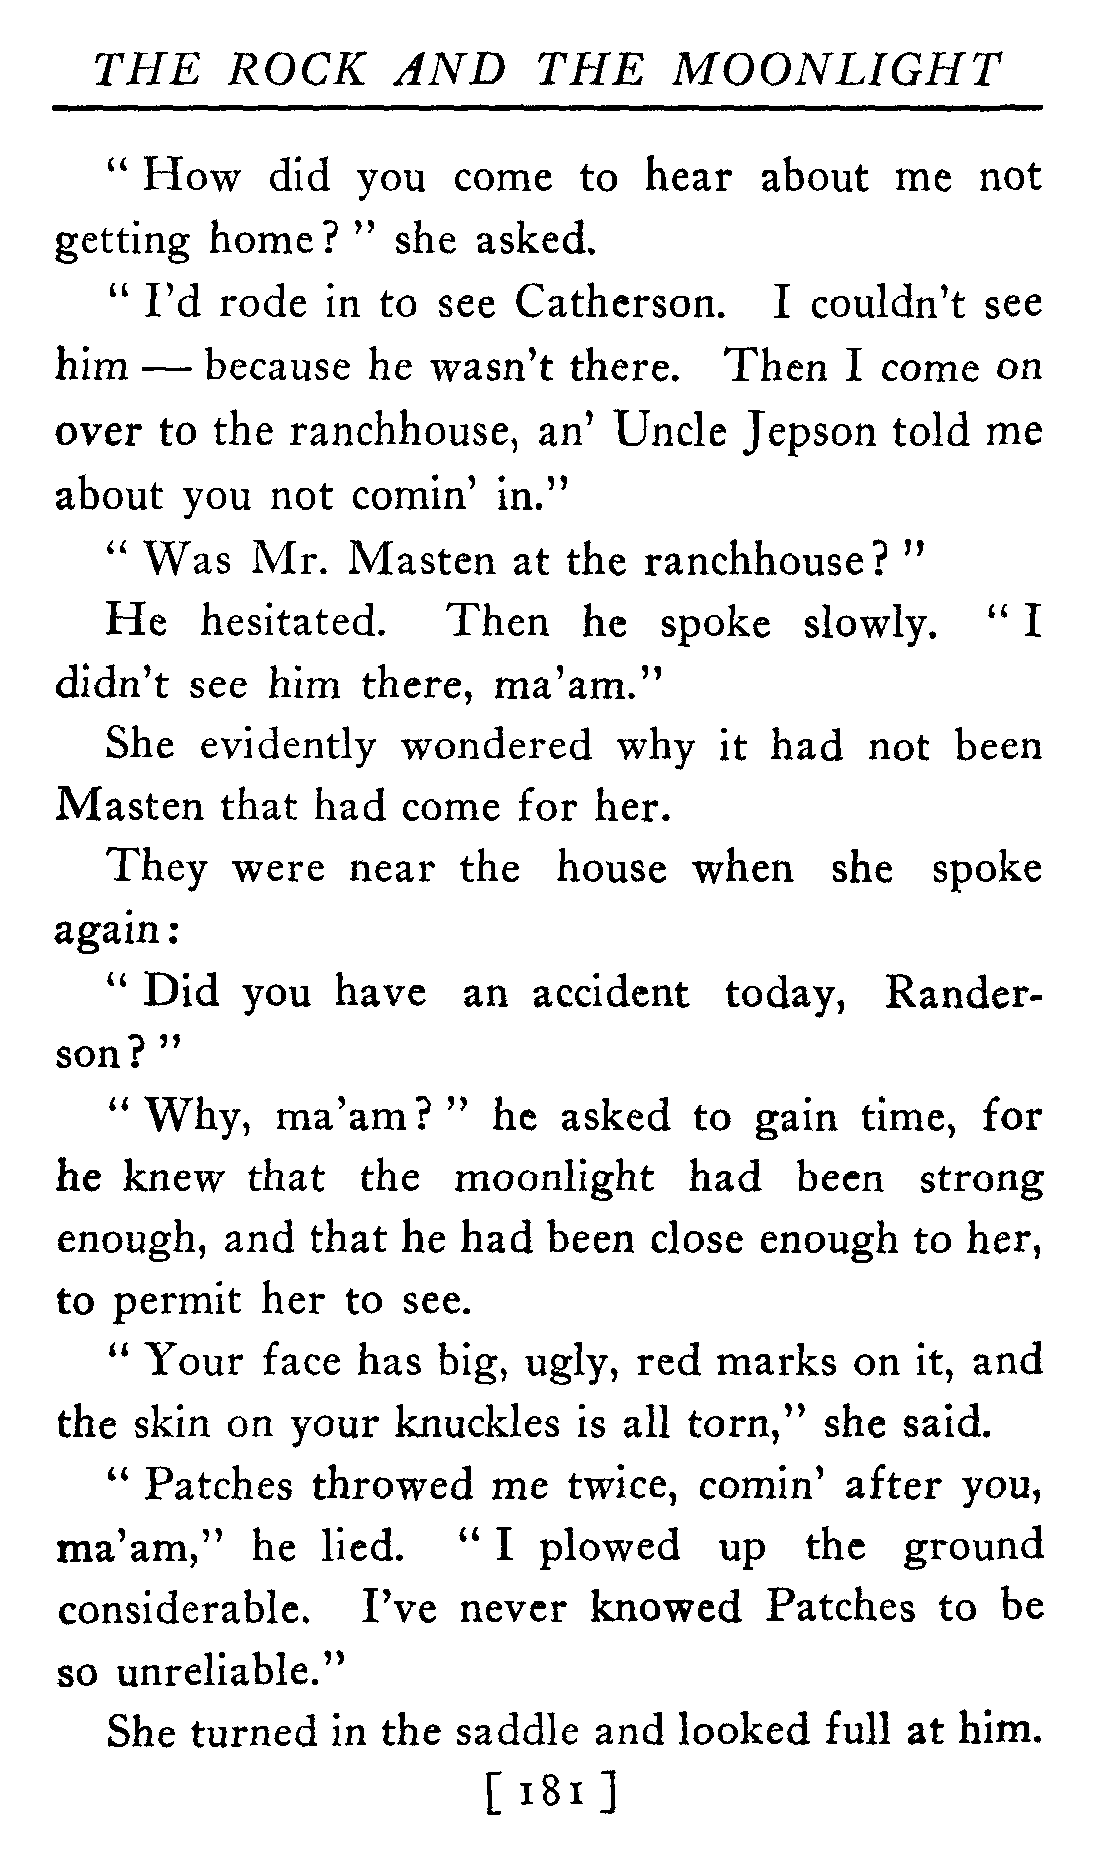 THE ROCK AND THE MOONLIGHT
" How did you come to hear about me not
getting home? " she asked.
" I'd rode in to see Catherson. I couldn't see
him — because he wasn't there. Then I come on
over to the ranchhouse, an' Uncle Jepson told me
about you not comin' in."
" Was Mr. Masten at the ranchhouse? "
He hesitated. Then he spoke slowly. " I
didn't see him there, ma'am."
She evidently wondered why it had not been
Masten that had come for her.
They were near the house when she spoke
again:
" Did you have an accident today, Rander-
son? "
" Why, ma'am? " he asked to gain time, for
he knew that the moonlight had been strong
enough, and that he had been close enough to her,
to permit her to see.
" Your face has big, ugly, red marks on it, and
the skin on your knuckles is all torn," she said.
" Patches throwed me twice, comin' after you,
ma'am," he lied. " I plowed up the ground
considerable. I've never knowed Patches to be
so unreliable."
She turned in the saddle and looked full at him.
[ 181 ]